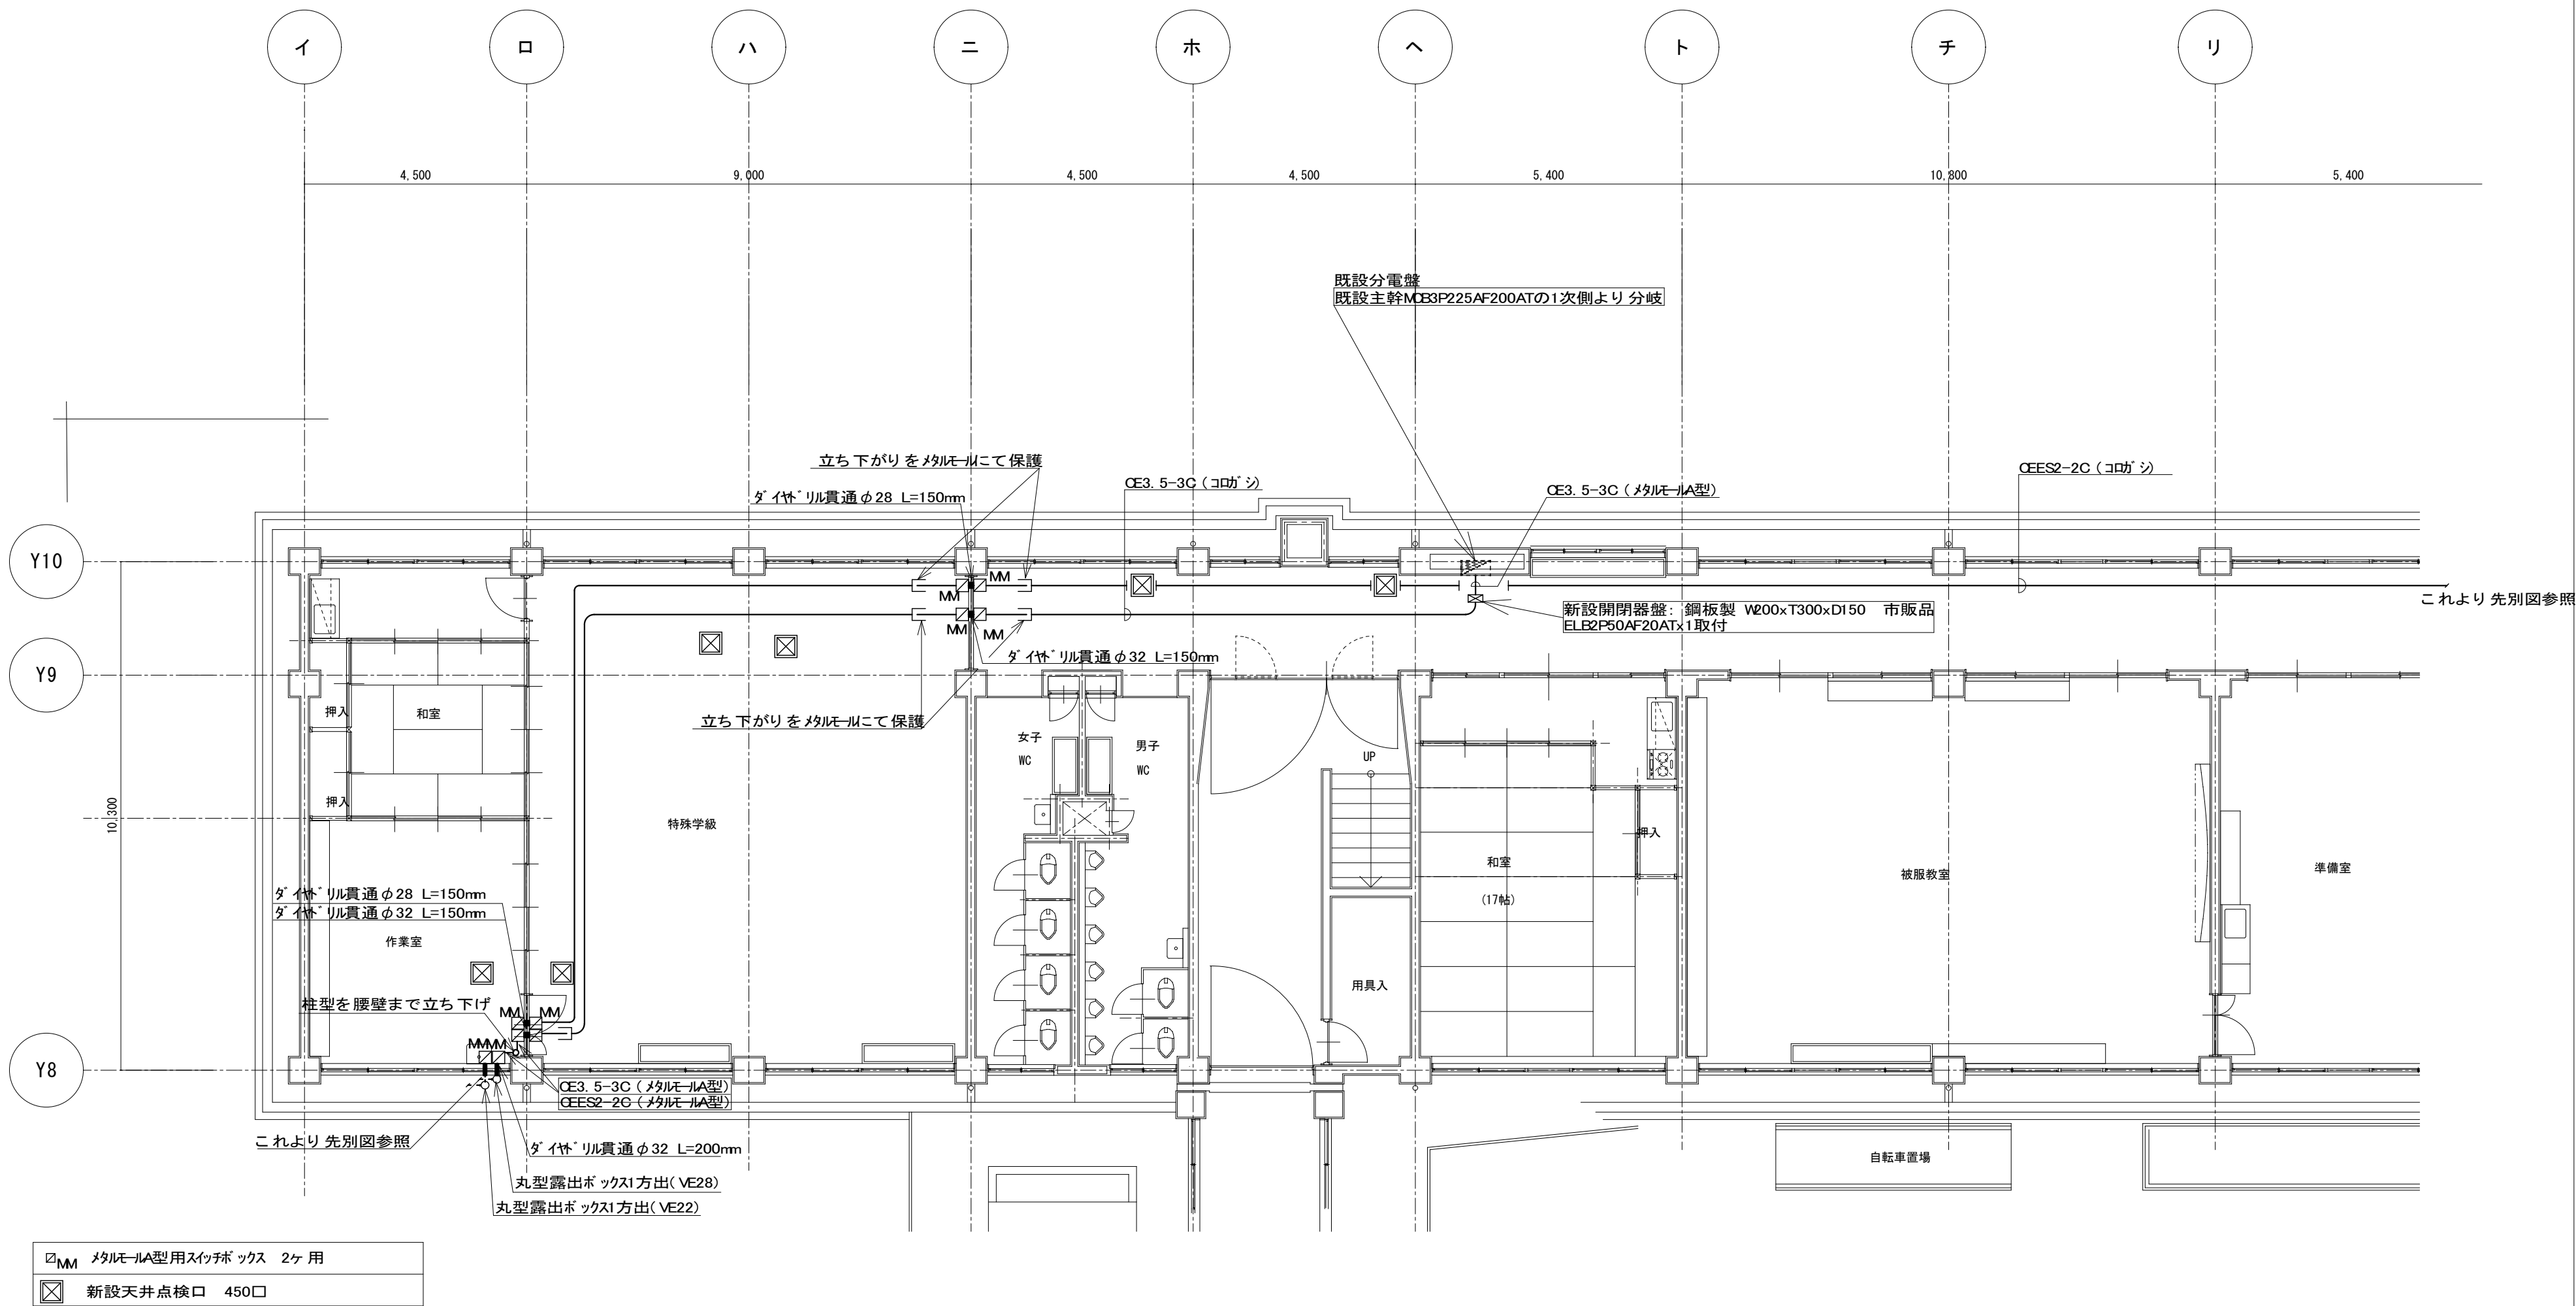 イ ロ ハ ニ ホ ヘ ト チ リ
4,500 9,000 4,500 4,500 5,400 10,800 5,400
既設分電盤
既設主幹MCB3P225AF200ATの1次側より分岐
立ち下がりをメタルモールにて保護
ダイヤドリル貫通φ28 L=150mm
CE3.5-3C（コロガシ）
CE3.5-3C（メタルモールA型）
CEES2-2C（コロガシ）
Y10
MM
MM
これより先別図参照
新設開閉器盤：鋼板製 W200xT300xD150 市販品
ELB2P50AF20ATx1取付
MM
MM
ダイヤドリル貫通φ32 L=150mm
Y9
押入
和室
立ち下がりをメタルモールにて保護
女子
WC
男子
WC
UP
押入
10,300
特殊学級
押入
和室
(17帖)
被服教室
準備室
ダイヤドリル貫通φ28 L=150mm
ダイヤドリル貫通φ32 L=150mm
作業室
用具入
柱型を腰壁まで立ち下げ
MM
MM
MMMM
Y8
CE3.5-3C（メタルモールA型）
CEES2-2C（メタルモールA型）
これより先別図参照
ダイヤドリル貫通φ32 L=200mm
自転車置場
丸型露出ボックス1方出(VE28)
丸型露出ボックス1方出(VE22)
MM メタルモールA型用スイッチボックス 2ヶ用
新設天井点検口 450口